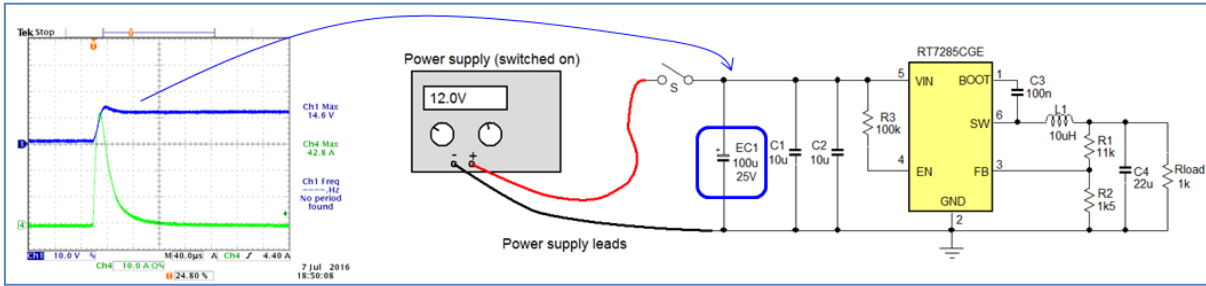 Tek Stop
T
T
Ch1 Max
14.6 V
Ch4 Max
42.8 A
Ch1 Freq
----.Hz
No period
found
1
4
Ch1 10.0 V
M 40.0µs A Ch4 ∫ 4.40 A
Ch4 10.0 A Ω
T 24.80 %
7 Jul 2016
18:50:08
Power supply (switched on)
12.0V
- +
Power supply leads
S
+
EC1
100u
25V
C1
10u
C2
10u
R3
100k
RT7285CGE
5 VIN
BOOT 1
SW 6
4 EN
FB 3
GND
2
C3
100n
L1
10uH
R1
11k
R2
1k5
C4
22u
Rload
1k